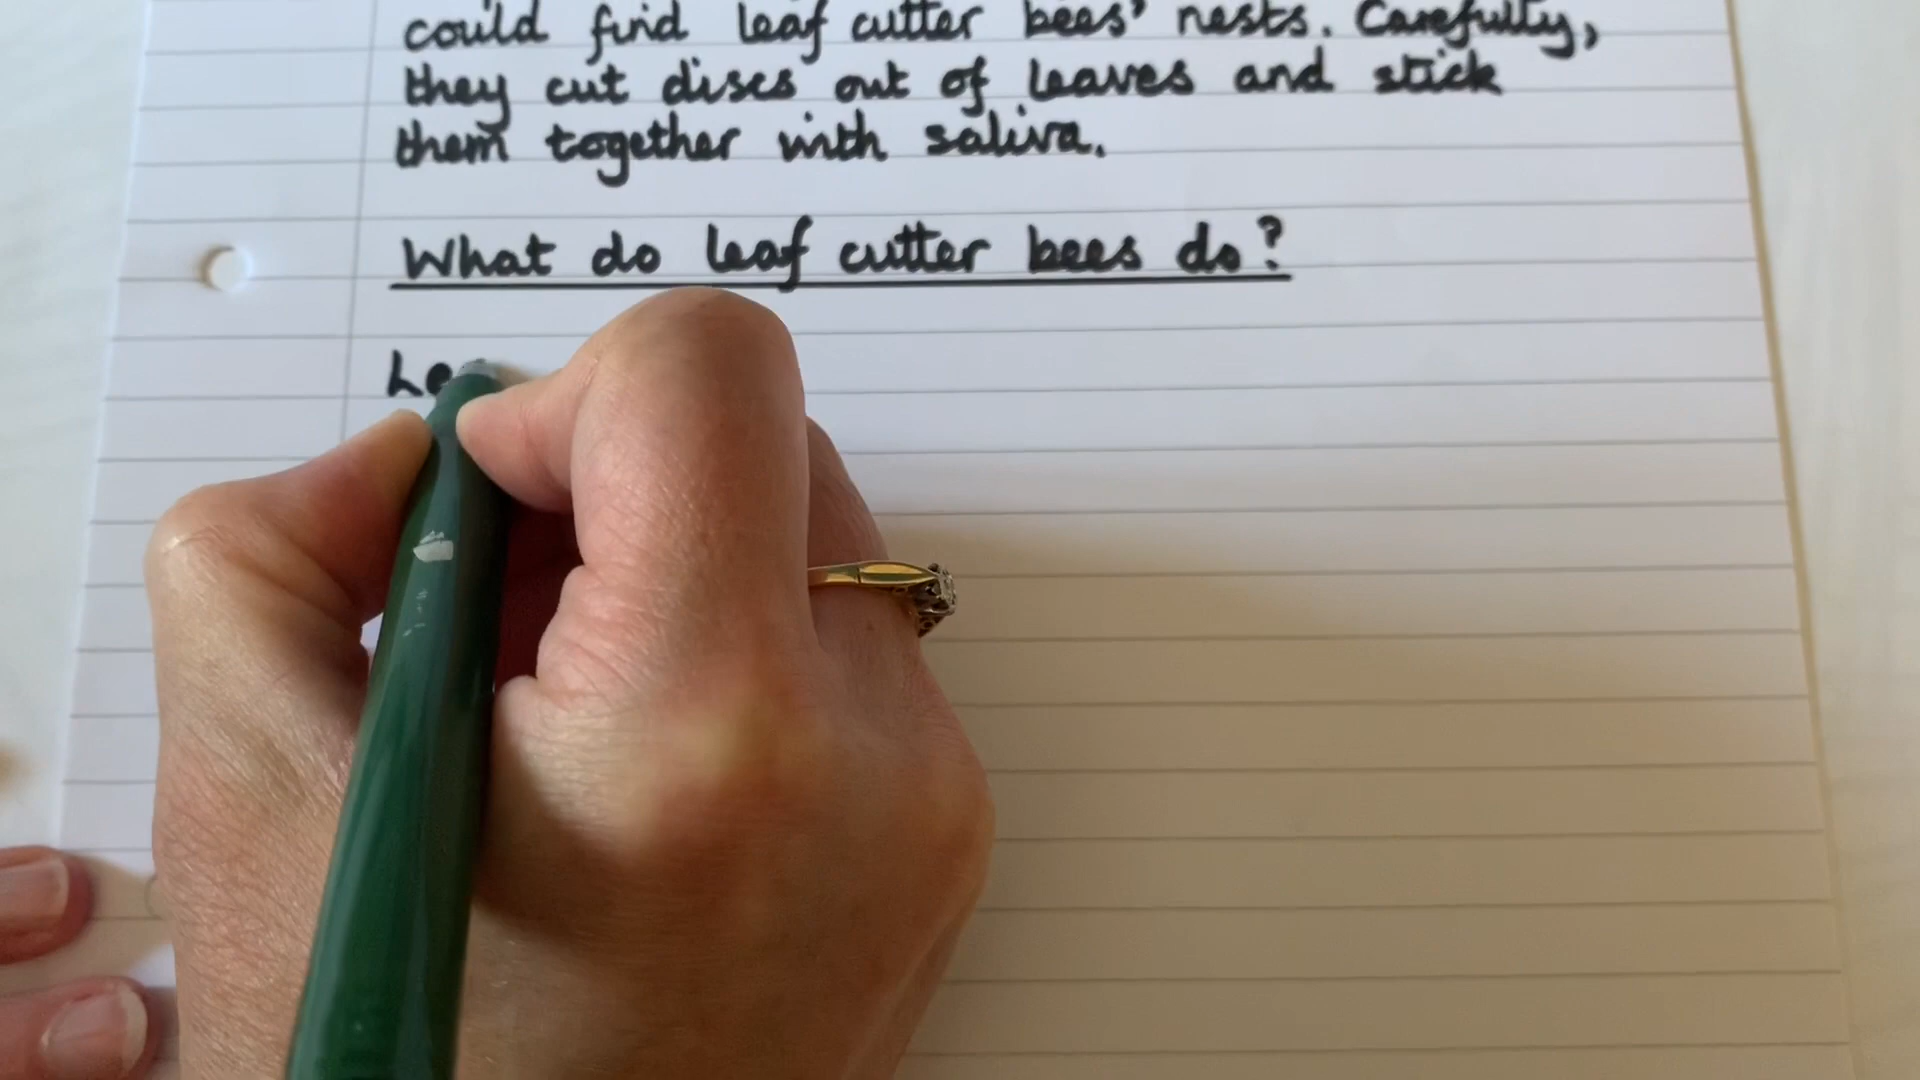 could find leaf cutter bees' nests. Carefully,
they cut discs out of leaves and stick
them together with saliva.
What do leaf cutter bees do?
Le